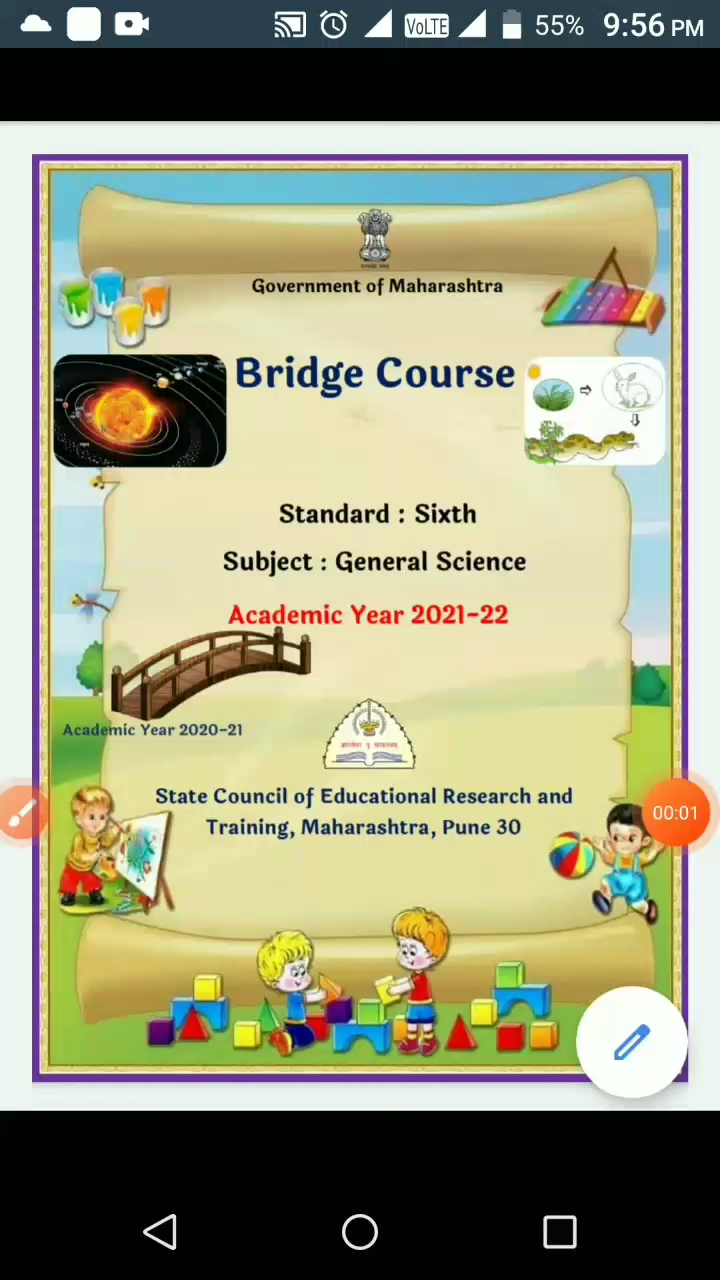 VoLTE 55% 9:56 PM
Government of Maharashtra
Bridge Course
Standard : Sixth
Subject : General Science
Academic Year 2021-22
Academic Year 2020-21
State Council of Educational Research and
Training, Maharashtra, Pune 30
00:01